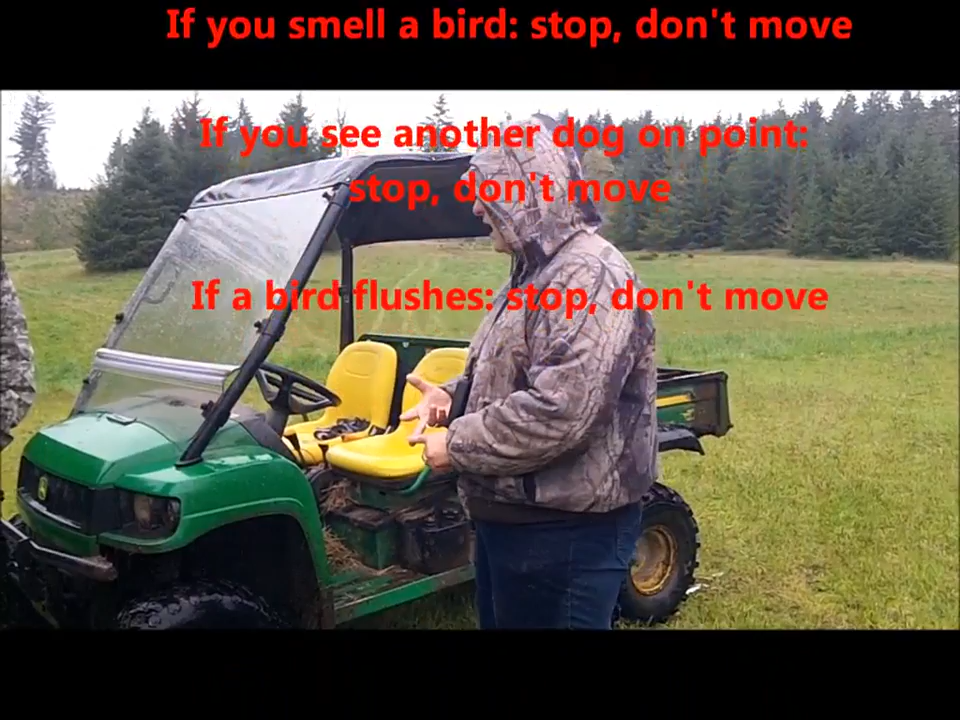 If you smell a bird: stop, don't move
If you see another dog on point:
stop, don't move
If a bird flushes: stop, don't move